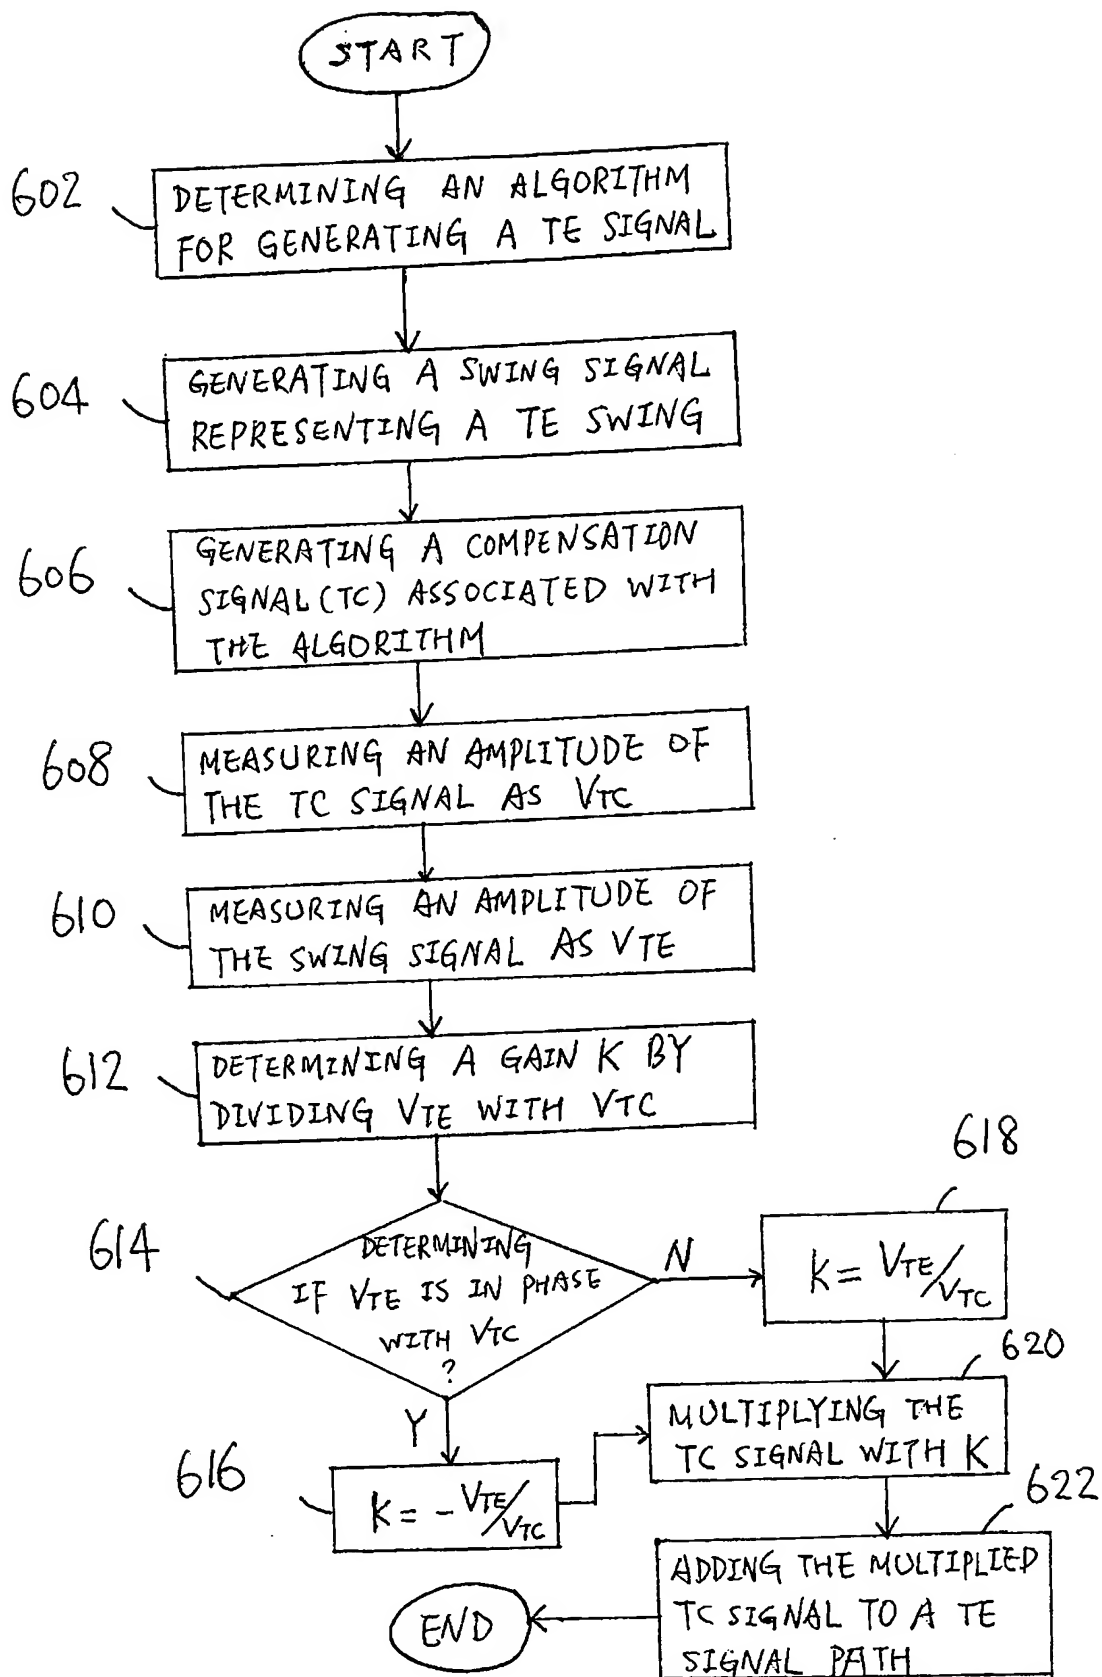 START
602
DETERMINING AN ALGORITHM
FOR GENERATING A TE SIGNAL
604
GENERATING A SWING SIGNAL
REPRESENTING A TE SWING
606
GENERATING A COMPENSATION
SIGNAL(TC) ASSOCIATED WITH
THE ALGORITHM
608
MEASURING AN AMPLITUDE OF
THE TC SIGNAL AS VTC
610
MEASURING AN AMPLITUDE OF
THE SWING SIGNAL AS VTE
612
DETERMINING A GAIN K BY
DIVIDING VTE WITH VTC
614
DETERMINING
IF VTE IS IN PHASE
WITH VTC
?
N
618
K = VTE/VTC
Y
616
K = -VTE/VTC
620
MULTIPLYING THE
TC SIGNAL WITH K
622
ADDING THE MULTIPLIED
TC SIGNAL TO A TE
SIGNAL PATH
END